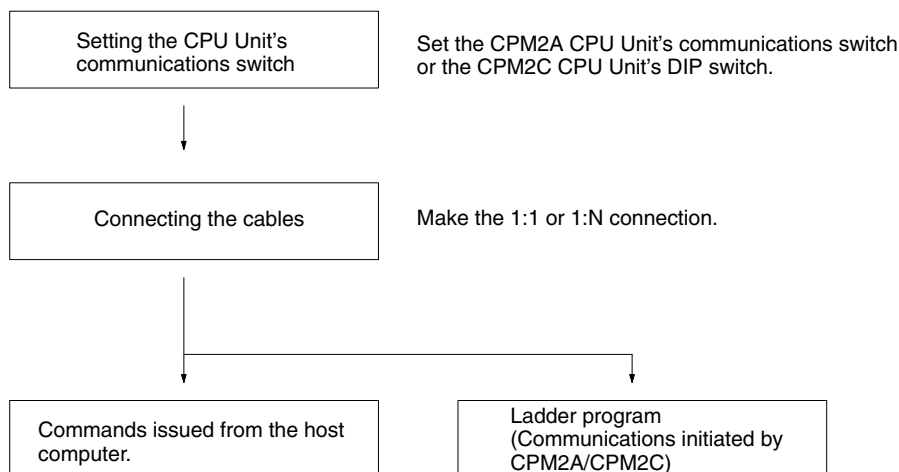 Setting the CPU Unit's
communications switch
Set the CPM2A CPU Unit's communications switch
or the CPM2C CPU Unit's DIP switch.
Connecting the cables
Make the 1:1 or 1:N connection.
Commands issued from the host
computer.
Ladder program
(Communications initiated by
CPM2A/CPM2C)